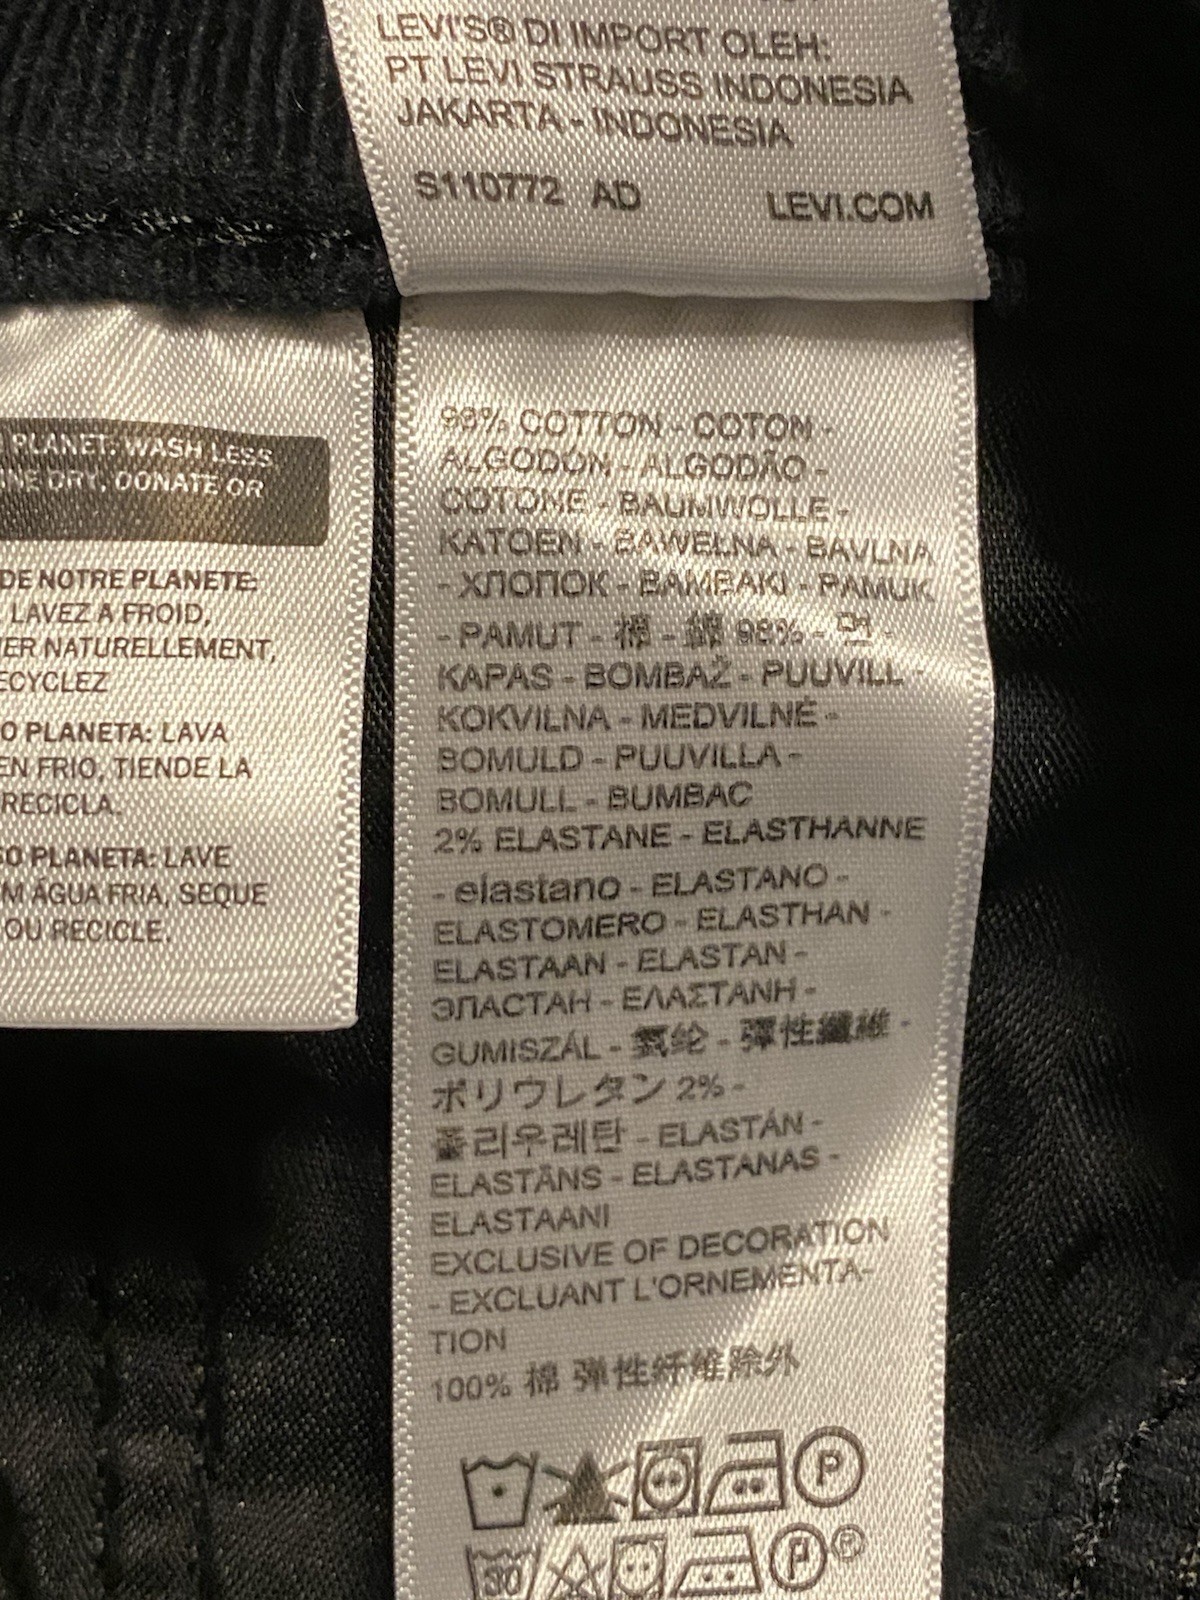 LEVI'S® DI IMPORT OLEH:
PT LEVI STRAUSS INDONESIA
JAKARTA - INDONESIA
S110772 AD LEVI.COM
PLANET: WASH LESS,
DRY, DONATE OR
DE NOTRE PLANETE:
LAVEZ A FROID,
NATURELLEMENT,
PLANETA: LAVA
EN FRIO, TIENDE LA
RECICLA.
PLANETA: LAVE
ÁGUA FRIA, SEQUE
OU RECICLE.
98% COTTON - COTON -
ALGODÓN - ALGODÃO -
COTONE - BAUMWOLLE -
KATOEN - BAWEŁNA - BAVLNA
- ХЛОПОК - BAMBAKI - PAMUK
- PAMUT - 棉 - 綿 98% - 면 -
KAPAS - BOMBAŽ - PUUVILL -
KOKVILNA - MEDVILNĖ -
BOMULD - PUUVILLA -
BOMULL - BUMBAC
2% ELASTANE - ELASTHANNE
- elastano - ELASTANO -
ELASTOMERO - ELASTHAN -
ELASTAAN - ELASTAN -
ЭЛАСТАН - ΕΛΑΣΤΑΝΗ -
GUMISZÁL - 氨纶 - 彈性纖維 -
ポリウレタン 2% -
폴리우레탄 - ELASTÁN -
ELASTĀNS - ELASTANAS -
ELASTAANI
EXCLUSIVE OF DECORATION
- EXCLUANT L'ORNEMENTA-
TION
100% 棉 弹性纤维除外
P
30